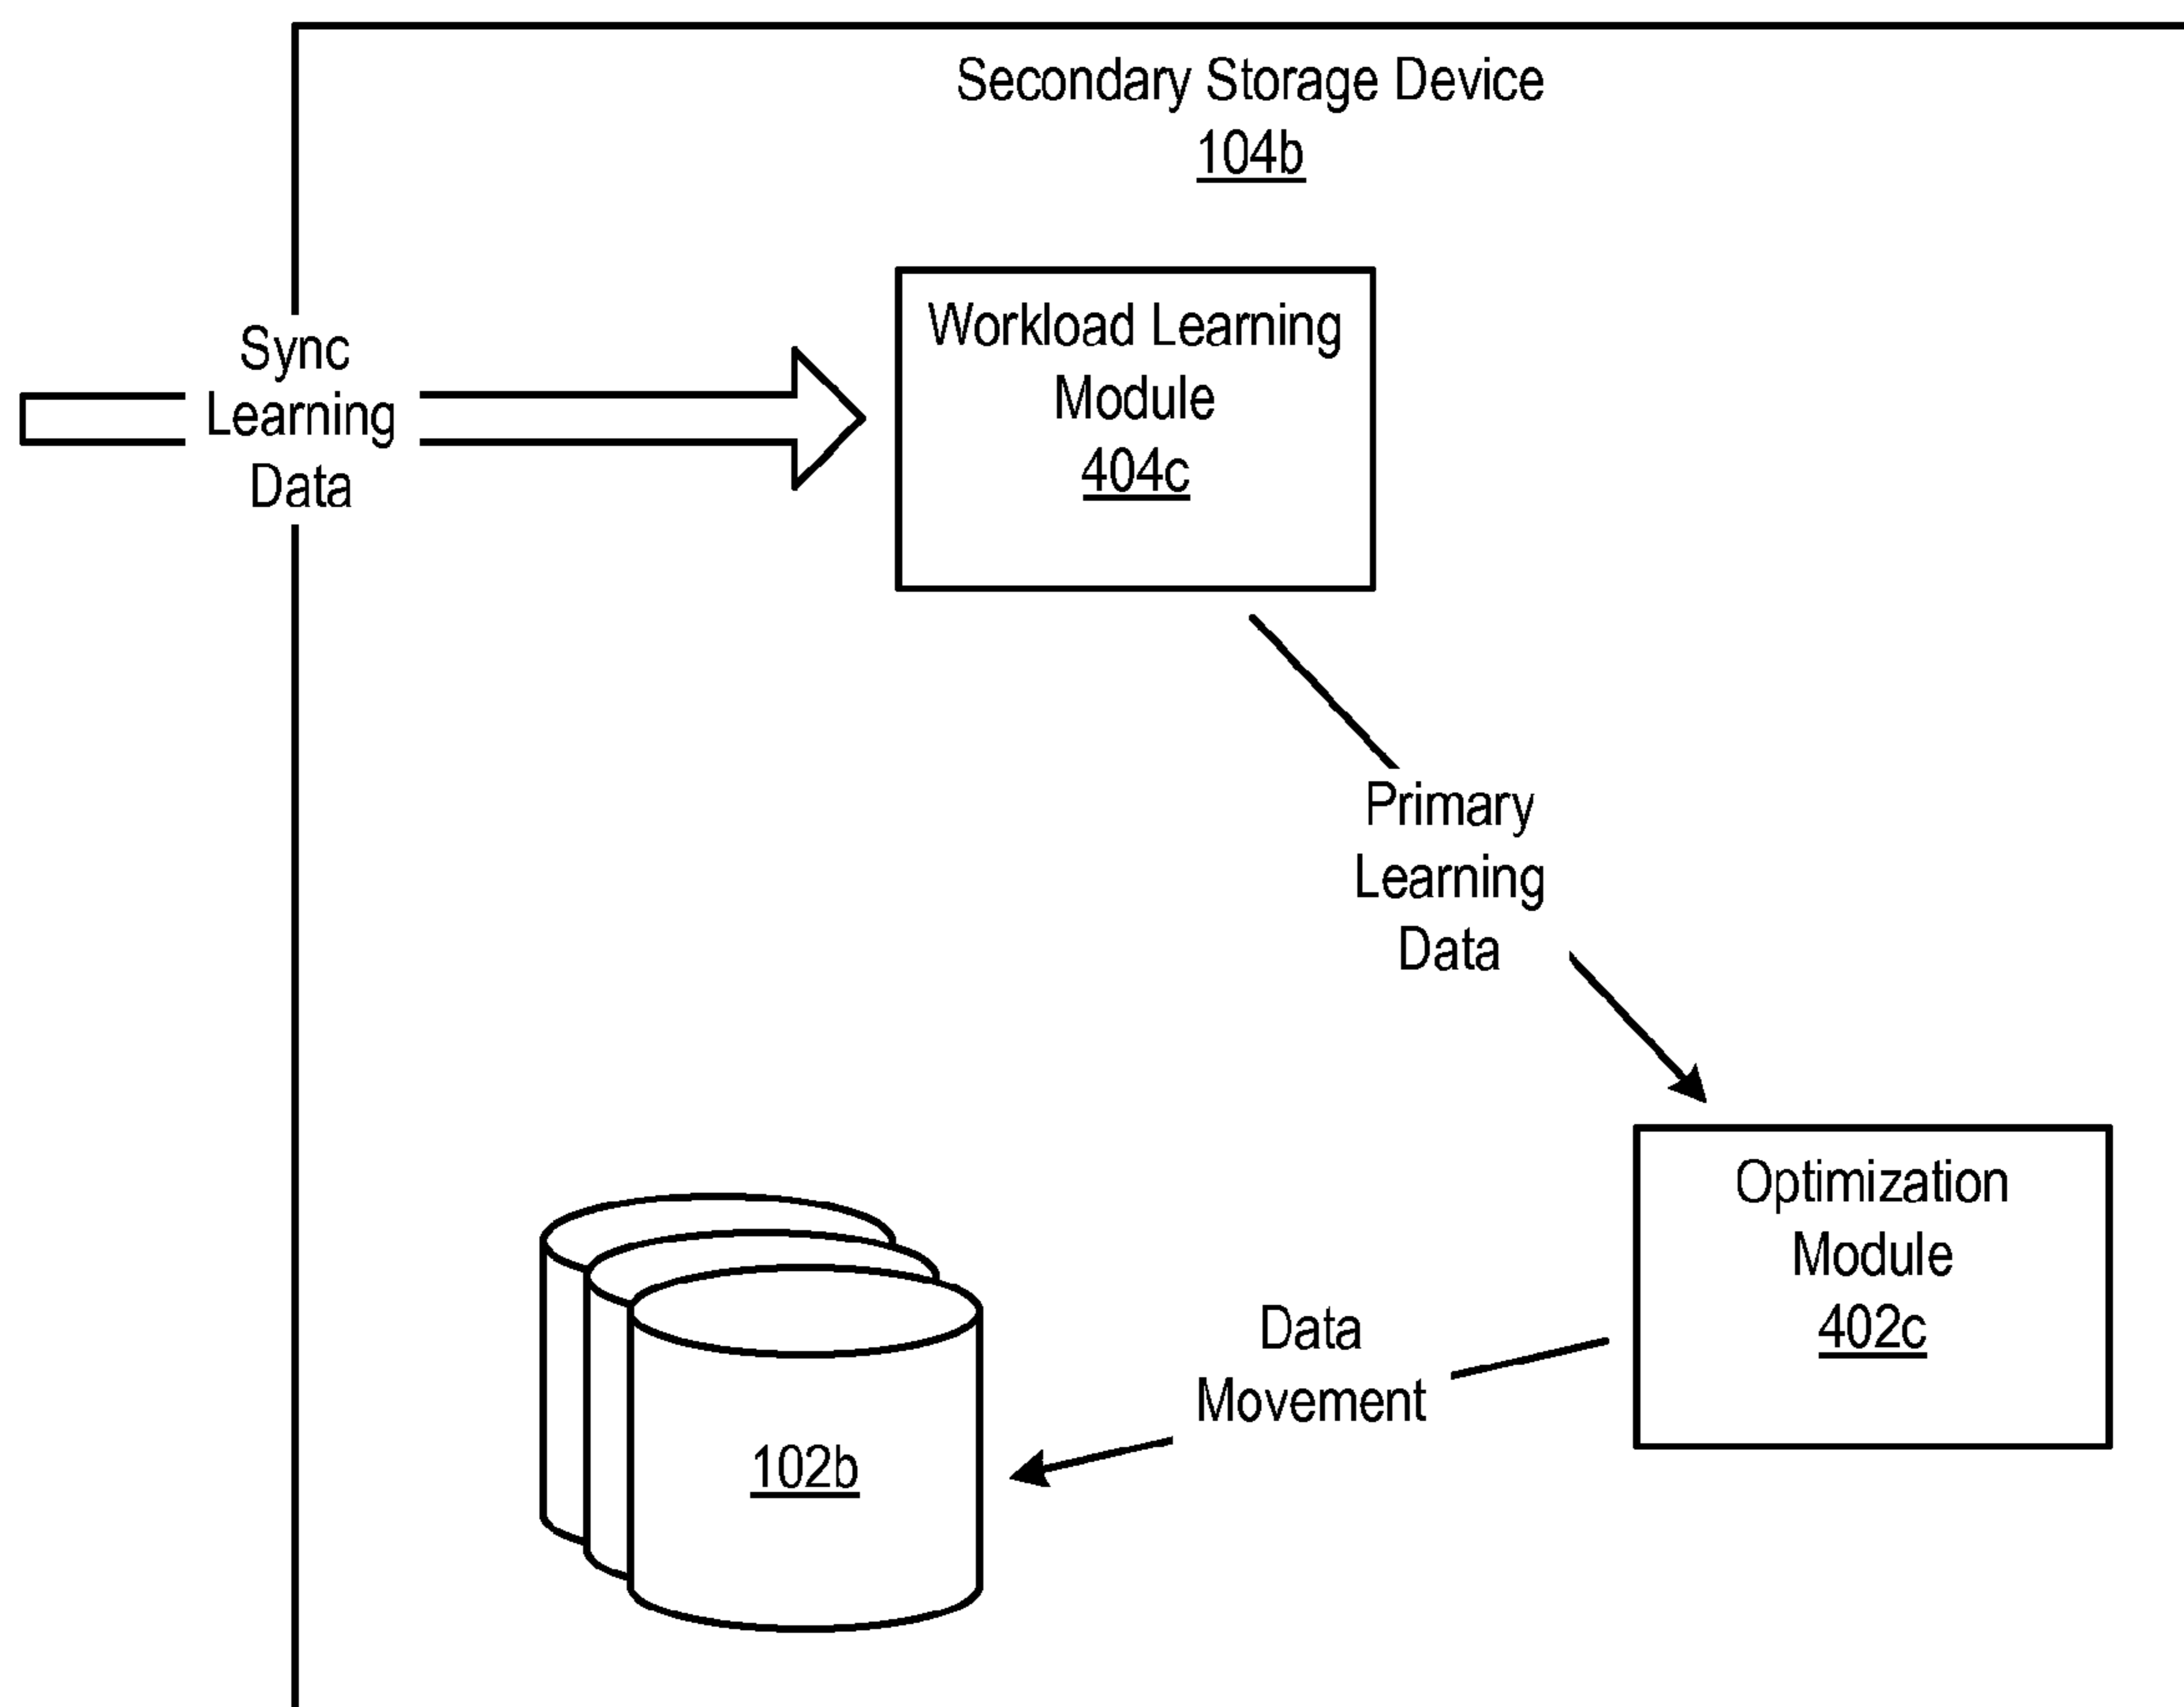 Secondary Storage Device
104b
Sync
Learning
Data
Workload Learning
Module
404c
Primary
Learning
Data
Optimization
Module
402c
Data
Movement
102b